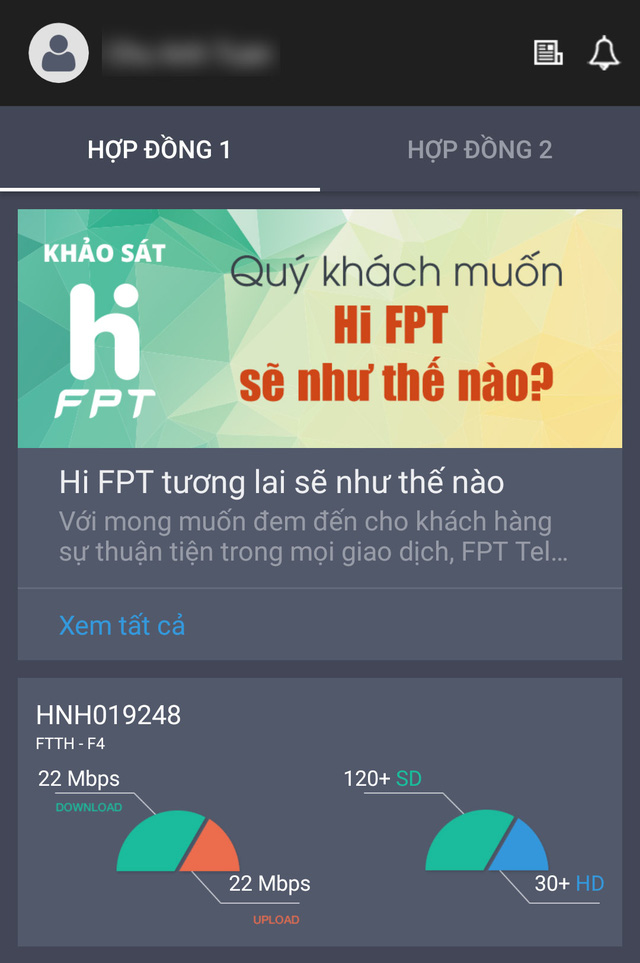 HỢP ĐỒNG 1
HỢP ĐỒNG 2
KHẢO SÁT
hi
FPT
Quý khách muốn
Hi FPT
sẽ như thế nào?
Hi FPT tương lai sẽ như thế nào
Với mong muốn đem đến cho khách hàng
sự thuận tiện trong mọi giao dịch, FPT Tel...
Xem tất cả
HNH019248
FTTH - F4
22 Mbps
DOWNLOAD
22 Mbps
UPLOAD
120+ SD
30+ HD